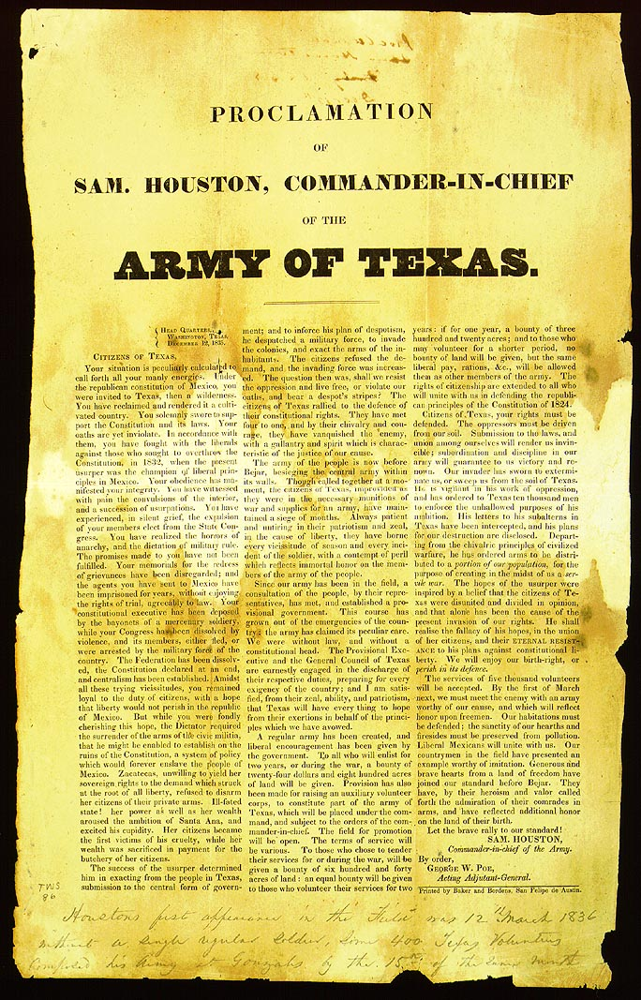 PROCLAMATION
OF
SAM. HOUSTON, COMMANDER-IN-CHIEF
OF THE
ARMY OF TEXAS.
HEAD QUARTERS,
WASHINGTON, TEXAS,
DECEMBER 12, 1835.
CITIZENS OF TEXAS,
Your situation is peculiarly calculated to
call forth all your manly energies. Under
the republican constitution of Mexico, you
were invited to Texas, then a wilderness.
You have reclaimed and rendered it a culti-
vated country. You solemnly swore to sup-
port the Constitution and its laws. Your
oaths are yet inviolate. In accordance with
them, you have fought with the liberals
against those who sought to overthrow the
Constitution, in 1832, when the present
usurper was the champion of liberal prin-
ciples in Mexico. Your obedience has ma-
nifested your integrity. You have witnessed
with pain the convulsions of the interior,
and a succession of usurpations. You have
experienced, in silent grief, the expulsion
of your members elect from the State Con-
gress. You have realized the horrors of
anarchy, and the dictation of military rule.
The promises made to you have not been
fulfilled. Your memorials for the redress
of grievances have been disregarded; and
the agents you have sent to Mexico have
been imprisoned for years, without enjoying
the rights of trial, agreeably to law. Your
constitutional executive has been deposed
by the bayonets of a mercenary soldiery,
while your Congress has been dissolved by
violence, and its members, either fled, or
were arrested by the military force of the
country. The Federation has been dissolv-
ed, the Constitution declared at an end,
and centralism has been established. Amidst
all these trying vicissitudes, you remained
loyal to the duty of citizens, with a hope
that liberty would not perish in the republic
of Mexico. But while you were fondly
cherishing this hope, the Dictator required
the surrender of the arms of the civic militia,
that he might be enabled to establish on the
ruins of the Constitution, a system of policy
which would forever enslave the people of
Mexico. Zacatecas, unwilling to yield her
sovereign rights to the demand which struck
at the root of all liberty, refused to disarm
her citizens of their private arms. Ill-fated
state! her power as well as her wealth
aroused the ambition of Santa Ana, and
excited his cupidity. Her citizens became
the first victims of his cruelty, while her
wealth was sacrificed in payment for the
butchery of her citizens.
The success of the usurper determined
him in exacting from the people in Texas,
submission to the central form of govern-
ment; and to inforce his plan of despotism,
he despatched a military force, to invade
the colonies, and exact the arms of the in-
habitants. The citizens refused the de-
mand, and the invading force was increas-
ed. The question then was, shall we resist
the oppression and live free, or violate our
oaths, and bear a despot's stripes? The
citizens of Texas rallied to the defence of
their constitutional rights. They have met
four to one, and by their chivalry and cou-
rage, they have vanquished the enemy,
with a gallantry and spirit which is charac-
teristic of the justice of our cause.
The army of the people is now before
Bejar, besieging the central army within
its walls. Though called together at a mo-
ment, the citizens of Texas, unprovided as
they were in the necessary munitions of
war and supplies for an army, have main-
tained a siege of months. Always patient
and untiring in their patriotism and zeal,
in the cause of liberty, they have borne
every vicissitude of season and every inci-
dent of the soldier, with a contempt of peril
which reflects immortal honor on the mem-
bers of the army of the people.
Since our army has been in the field, a
consultation of the people, by their repre-
sentatives, has met, and established a pro-
visional government. This course has
grown out of the emergencies of the coun-
try; the army has claimed its peculiar care.
We were without law, and without a
constitutional head. The Provisional Exe-
cutive and the General Council of Texas
are earnestly engaged in the discharge of
their respective duties, preparing for every
exigency of the country; and I am satis-
fied, from their zeal, ability, and patriotism,
that Texas will have every thing to hope
from their exertions in behalf of the princi-
ples which we have avowed.
A regular army has been created, and
liberal encouragement has been given by
the government. To all who will enlist for
two years, or during the war, a bounty of
twenty-four dollars and eight hundred acres
of land will be given. Provision has also
been made for raising an auxiliary volunteer
corps, to constitute part of the army of
Texas, which will be placed under the com-
mand, and subject to the orders of the com-
mander-in-chief. The field for promotion
will be open. The terms of service will
be various. To those who chose to tender
their services for or during the war, will be
given a bounty of six hundred and forty
acres of land: an equal bounty will be given
to those who volunteer their services for two
years: if for one year, a bounty of three
hundred and twenty acres; and to those who
may volunteer for a shorter period, no
bounty of land will be given, but the same
liberal pay, rations, &c., will be allowed
them as other members of the army. The
rights of citizenship are extended to all who
will unite with us in defending the republi-
can principles of the Constitution of 1824.
Citizens of Texas, your rights must be
defended. The oppressors must be driven
from our soil. Submission to the laws, and
union among ourselves will render us invin-
cible; subordination and discipline in our
army will guarantee to us victory and re-
nown. Our invader has sworn to extermi-
nate us, or sweep us from the soil of Texas.
He is vigilant in his work of oppression,
and has ordered to Texas ten thousand men
to enforce the unhallowed purposes of his
ambition. His letters to his subalterns in
Texas have been intercepted, and his plans
for our destruction are disclosed. Depart-
ing from the chivalric principles of civilized
warfare, he has ordered arms to be distri-
buted to a portion of our population, for the
purpose of creating in the midst of us a ser-
vile war. The hopes of the usurper were
inspired by a belief that the citizens of Te-
xas were disunited and divided in opinion,
and that alone has been the cause of the
present invasion of our rights. He shall
realise the fallacy of his hopes, in the union
of her citizens, and their ETERNAL RESIST-
ANCE to his plans against constitutional li-
berty. We will enjoy our birth-right, or
perish in its defence.
The services of five thousand volunteers
will be accepted. By the first of March
next, we must meet the enemy with an army
worthy of our cause, and which will reflect
honor upon freemen. Our habitations must
be defended; the sanctity of our hearths and
firesides must be preserved from pollution.
Liberal Mexicans will unite with us. Our
countrymen in the field have presented an
example worthy of imitation. Generous and
brave hearts from a land of freedom have
joined our standard before Bejar. They
have, by their heroism and valor called
forth the admiration of their comrades in
arms, and have reflected additional honor
on the land of their birth.
Let the brave rally to our standard!
SAM. HOUSTON,
Commander-in-chief of the Army.
By order,
GEORGE W. POE,
Acting Adjutant-General.
Printed by Baker and Bordens, San Felipe de Austin.
TWS
86
Houstons first appearance in the Field was 12th March 1836
without a single regular soldier, some 400 Texas Volunteers
composed his Army at Gonzales by the 15th of the same month